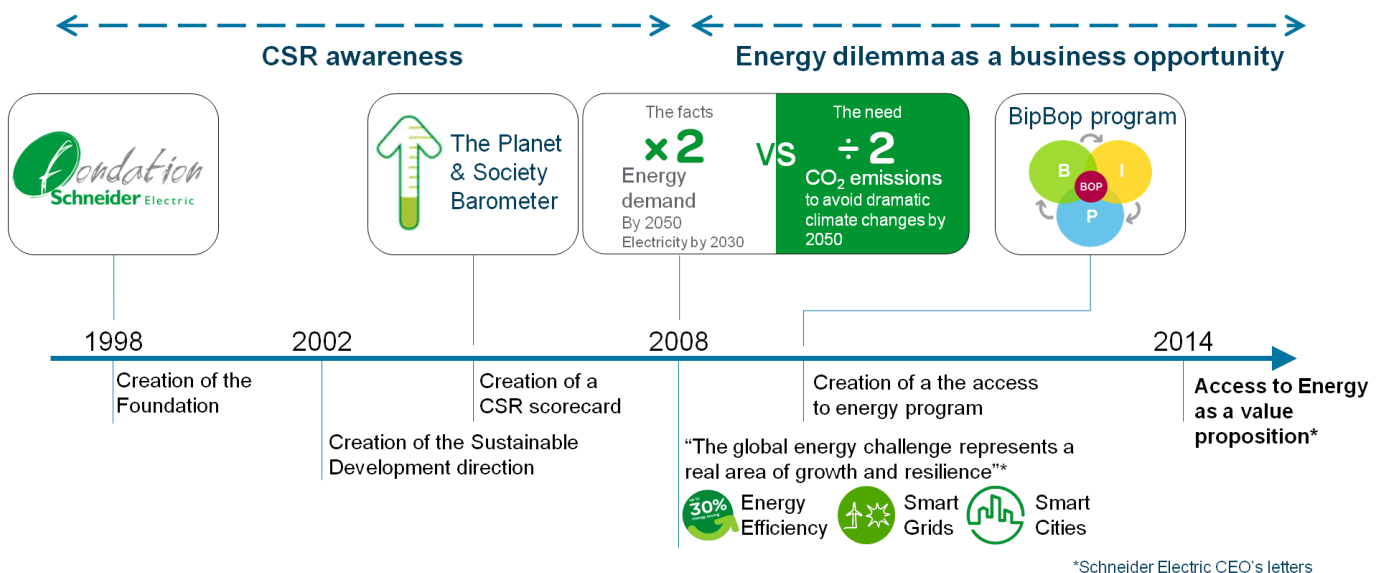 CSR awareness
Energy dilemma as a business opportunity
fondation
Schneider Electric
The Planet
& Society
Barometer
The facts
×2
Energy
demand
By 2050
Electricity by 2030
VS
The need
÷2
CO₂ emissions
to avoid dramatic
climate changes by
2050
BipBop program
B
I
BOP
P
1998
2002
2008
2014
Creation of the
Foundation
Creation of the Sustainable
Development direction
Creation of a
CSR scorecard
Creation of a the access
to energy program
Access to Energy
as a value
proposition*
“The global energy challenge represents a
real area of growth and resilience”*
30%
Energy
Efficiency
Smart
Grids
Smart
Cities
*Schneider Electric CEO’s letters